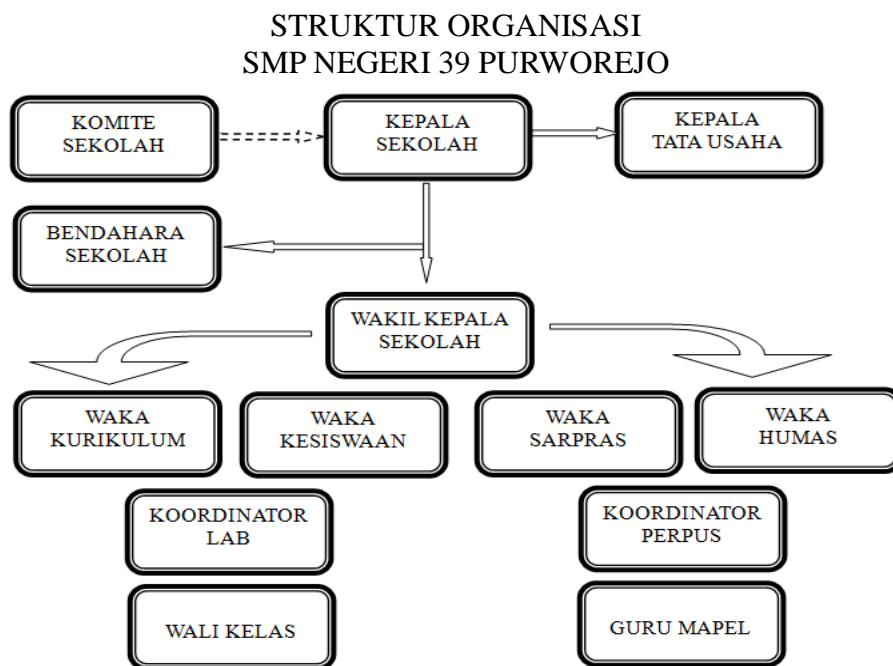 STRUKTUR ORGANISASI
SMP NEGERI 39 PURWOREJO
KOMITE
SEKOLAH
KEPALA
SEKOLAH
KEPALA
TATA USAHA
BENDAHARA
SEKOLAH
WAKIL KEPALA
SEKOLAH
WAKA
KURIKULUM
WAKA
KESISWAAN
WAKA
SARPRAS
WAKA
HUMAS
KOORDINATOR
LAB
KOORDINATOR
PERPUS
WALI KELAS
GURU MAPEL